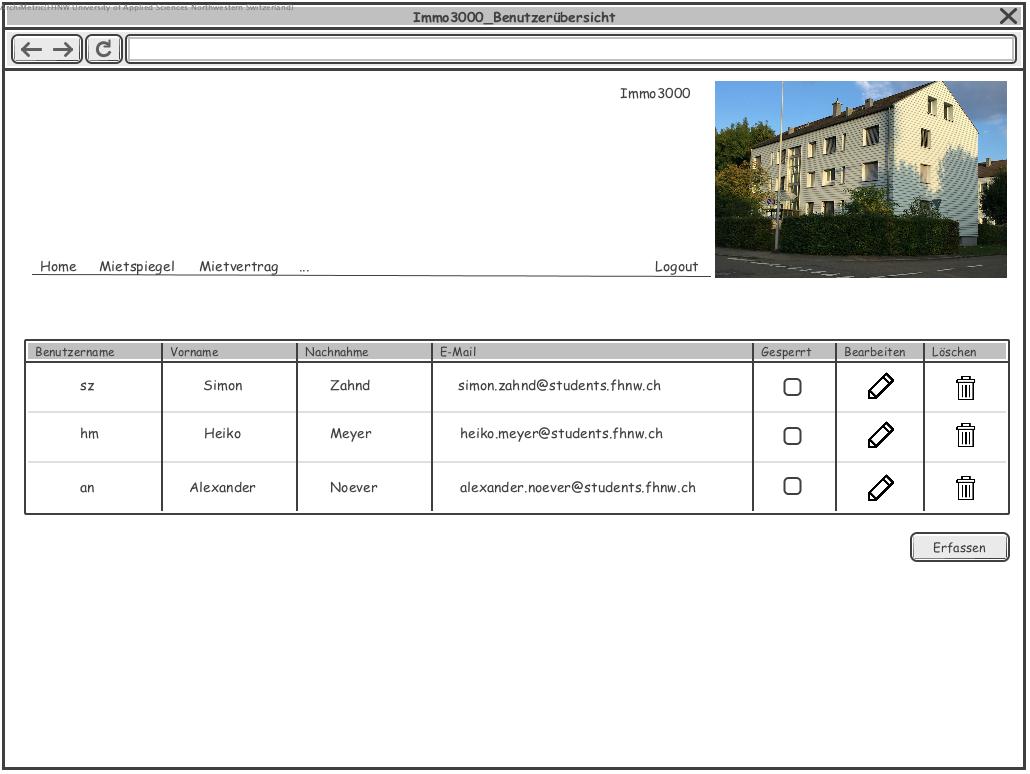 ArchiMetric(FHNW University of Applied Sciences Northwestern Switzerland)
Immo3000_Benutzerübersicht
Immo3000
Home Mietspiegel Mietvertrag ... Logout
Benutzername Vorname Nachnahme E-Mail Gesperrt Bearbeiten Löschen
sz Simon Zahnd simon.zahnd@students.fhnw.ch
hm Heiko Meyer heiko.meyer@students.fhnw.ch
an Alexander Noever alexander.noever@students.fhnw.ch
Erfassen